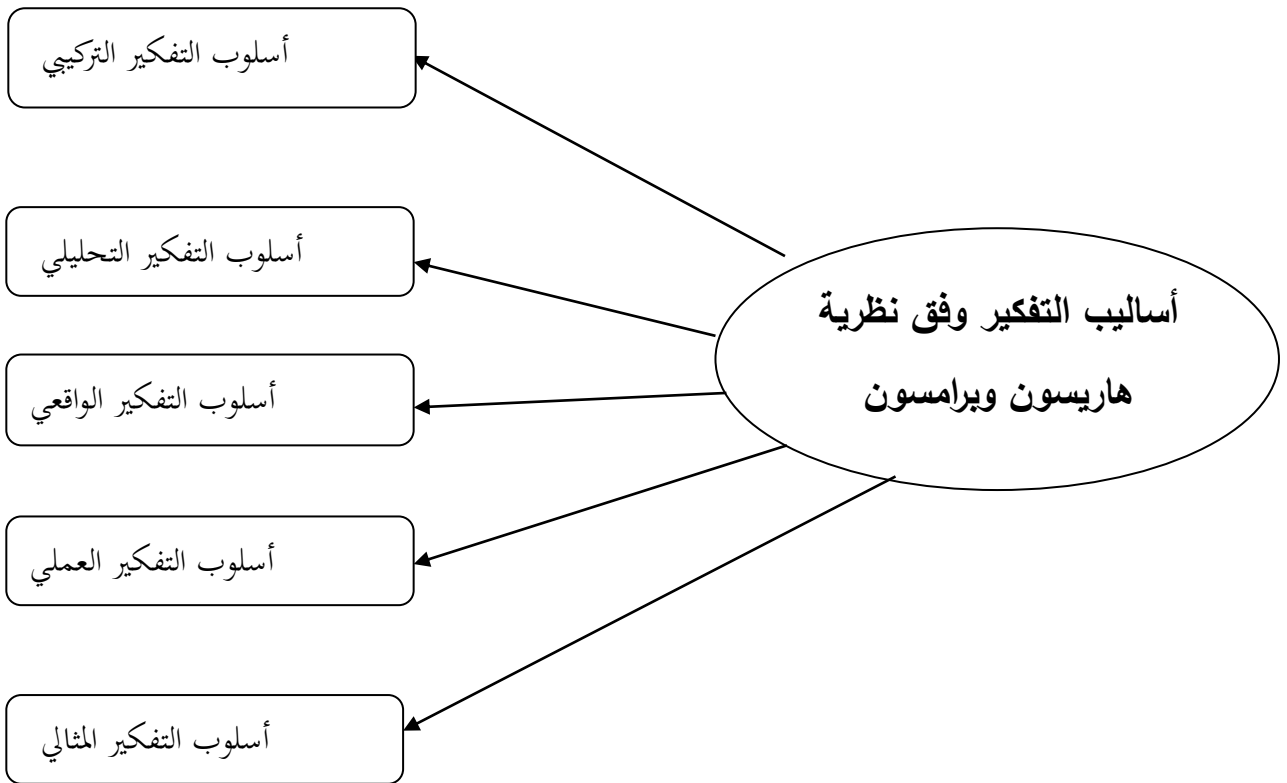 أساليب التفكير وفق نظرية
هاريسون وبرامسون
أسلوب التفكير التركيبي
أسلوب التفكير التحليلي
أسلوب التفكير الواقعي
أسلوب التفكير العملي
أسلوب التفكير المثالي